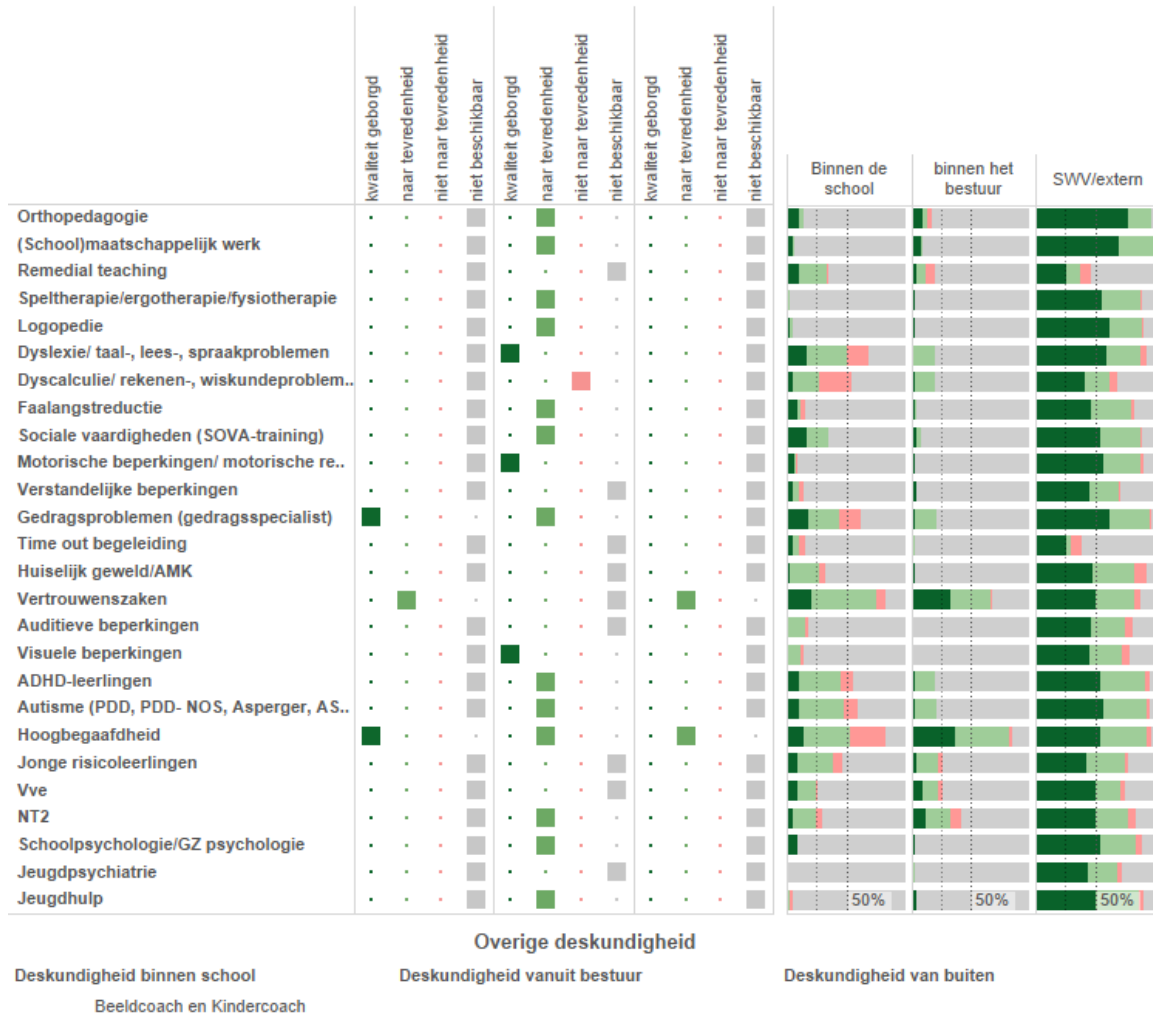 kwaliteit geborgd
naar tevredenheid
niet naar tevredenheid
niet beschikbaar
kwaliteit geborgd
naar tevredenheid
niet naar tevredenheid
niet beschikbaar
kwaliteit geborgd
naar tevredenheid
niet naar tevredenheid
niet beschikbaar
Binnen de
school
binnen het
bestuur
SWV/extern
Orthopedagogie
(School)maatschappelijk werk
Remedial teaching
Speltherapie/ergotherapie/fysiotherapie
Logopedie
Dyslexie/ taal-, lees-, spraakproblemen
Dyscalculie/ rekenen-, wiskundeproblem..
Faalangstreductie
Sociale vaardigheden (SOVA-training)
Motorische beperkingen/ motorische re..
Verstandelijke beperkingen
Gedragsproblemen (gedragsspecialist)
Time out begeleiding
Huiselijk geweld/AMK
Vertrouwenszaken
Auditieve beperkingen
Visuele beperkingen
ADHD-leerlingen
Autisme (PDD, PDD- NOS, Asperger, AS..
Hoogbegaafdheid
Jonge risicoleerlingen
Vve
NT2
Schoolpsychologie/GZ psychologie
Jeugdpsychiatrie
Jeugdhulp
50%
50%
50%
Overige deskundigheid
Deskundigheid binnen school
Deskundigheid vanuit bestuur
Deskundigheid van buiten
Beeldcoach en Kindercoach